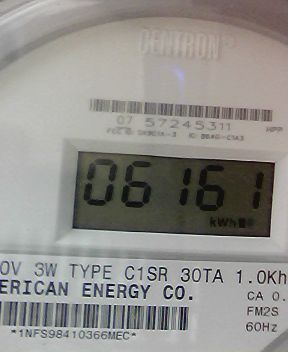 CENTRON®
07 57245311
HPP
06161
kWh
0V 3W TYPE C1SR 30TA 1.0Kh
ERICAN ENERGY CO.
CA 0.
FM2S
60Hz
*1NFS98410366MEC*